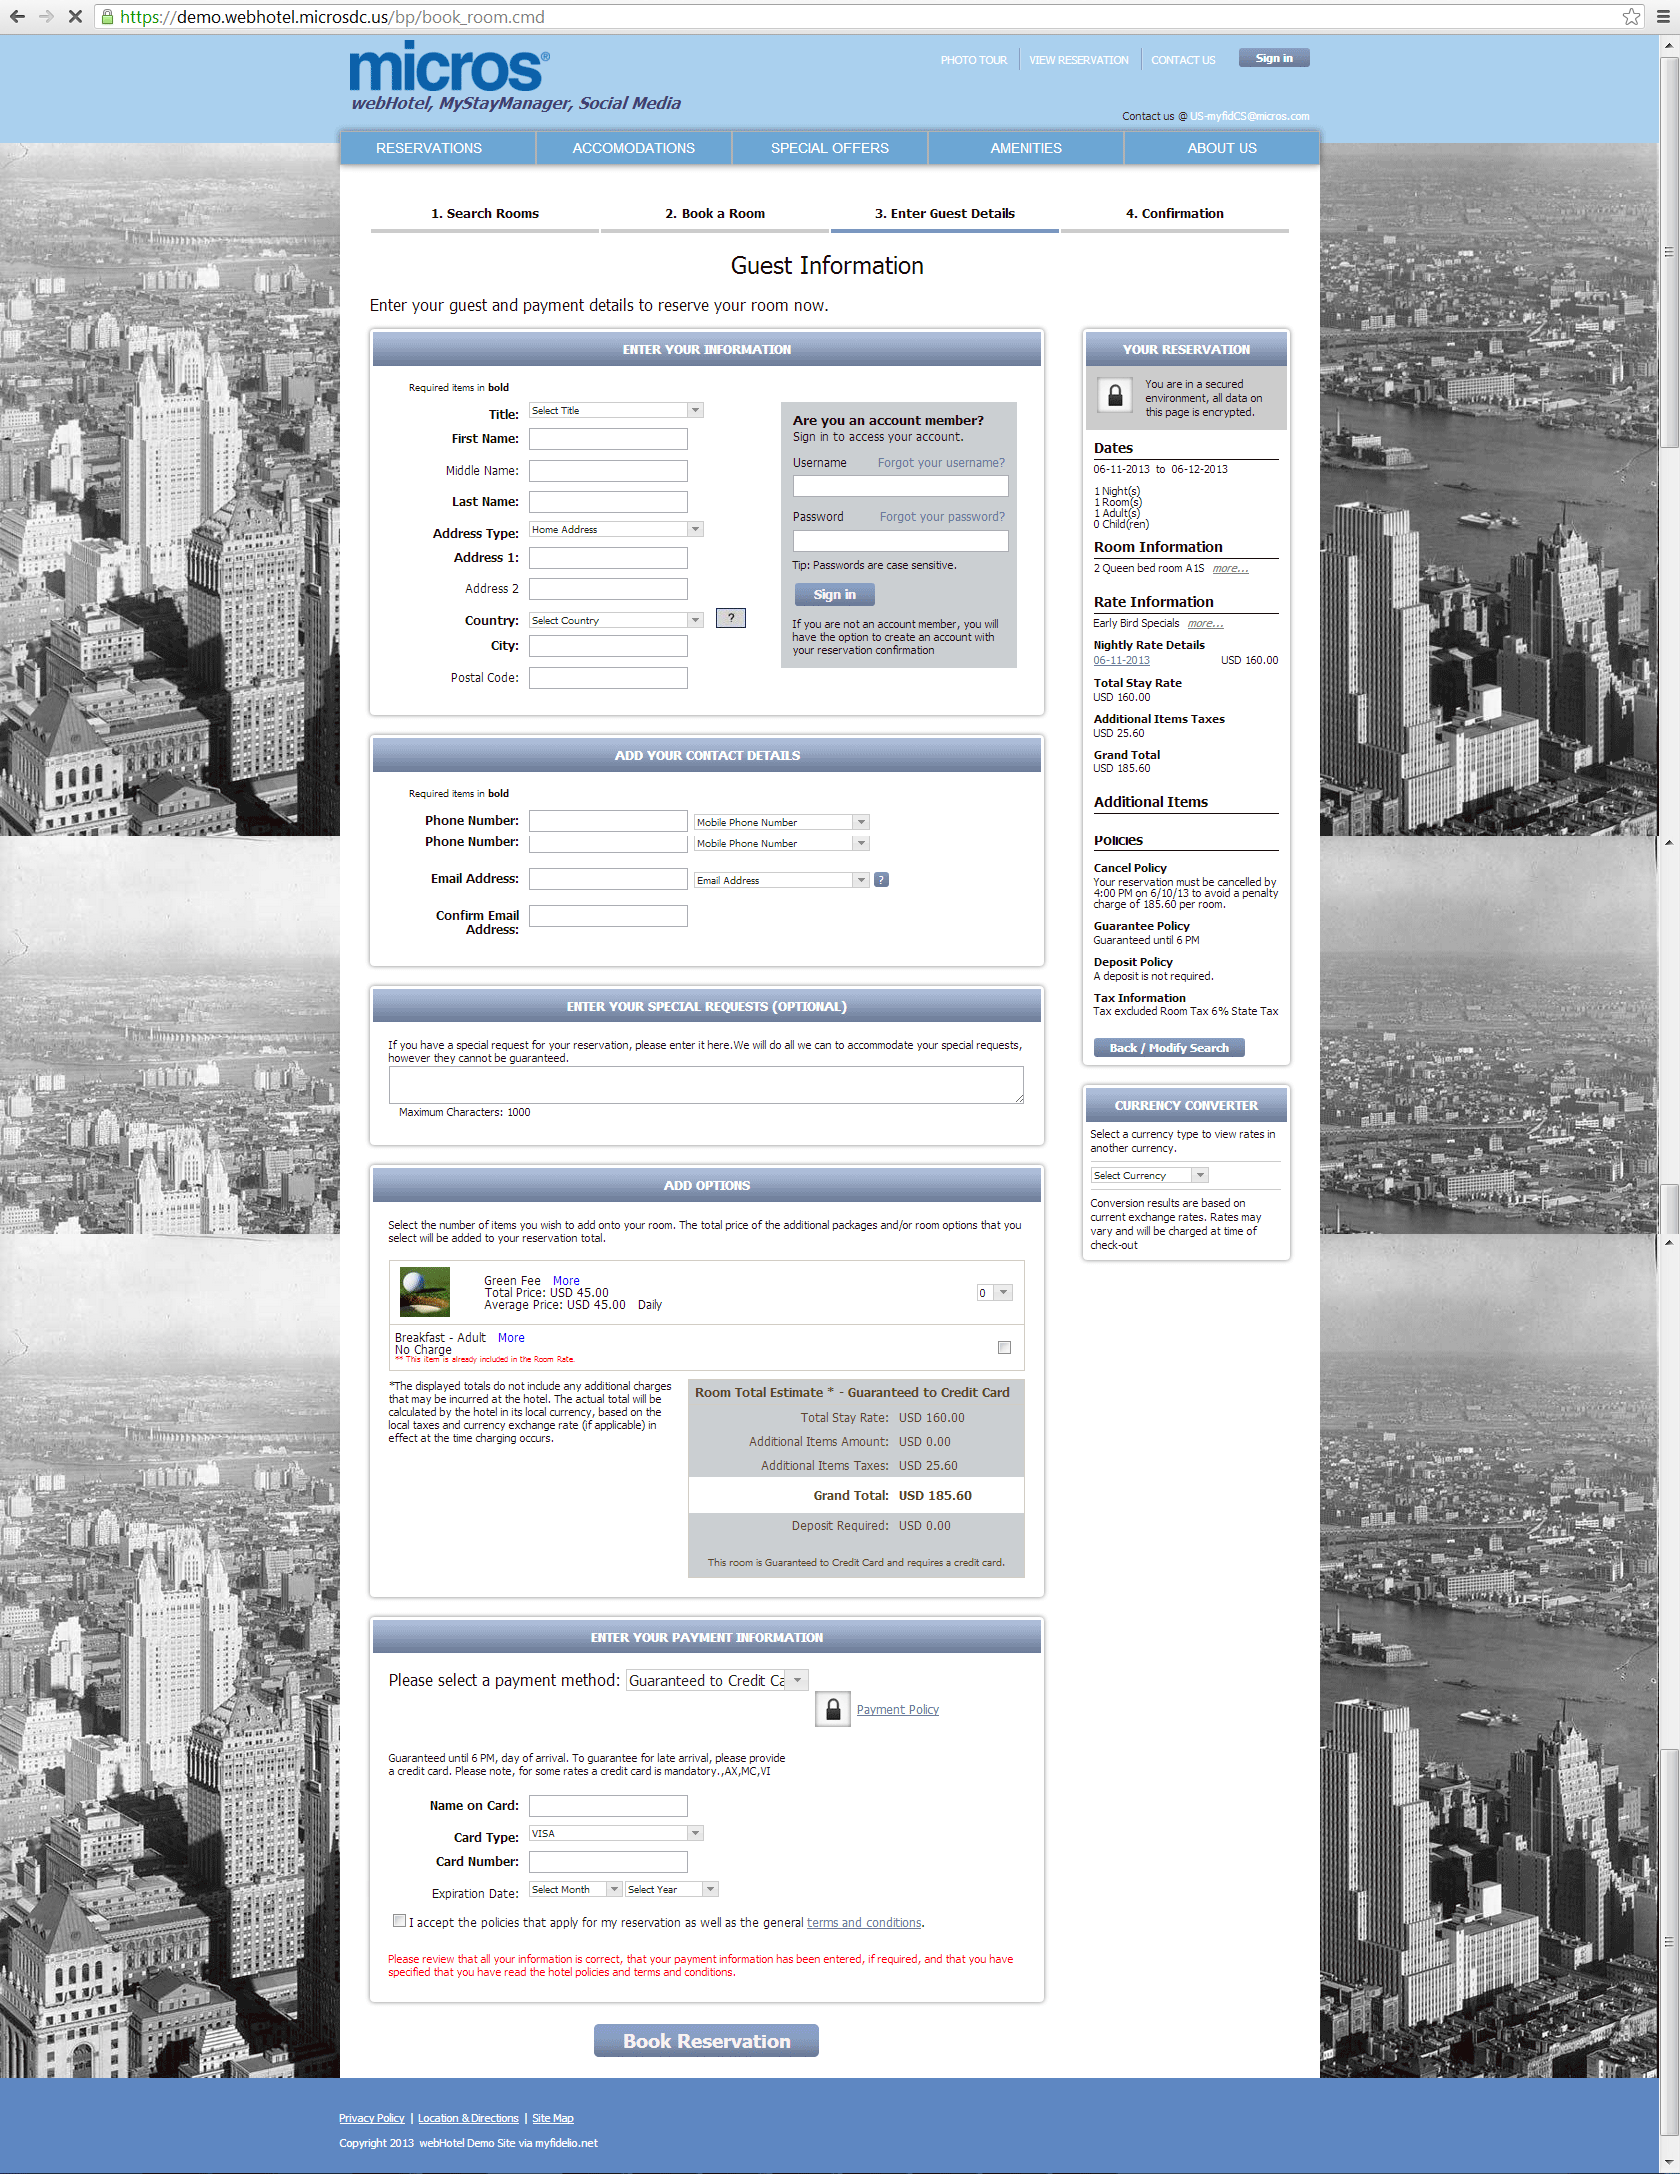 https://demo.webhotel.microsdc.us/bp/book_room.cmd
micros®
webHotel, MyStayManager, Social Media
PHOTO TOUR
VIEW RESERVATION
CONTACT US
Sign in
Contact us @ US-myfidCS@micros.com
RESERVATIONS
ACCOMODATIONS
SPECIAL OFFERS
AMENITIES
ABOUT US
1. Search Rooms
2. Book a Room
3. Enter Guest Details
4. Confirmation
Guest Information
Enter your guest and payment details to reserve your room now.
ENTER YOUR INFORMATION
Required items in bold
Title: Select Title
First Name:
Middle Name:
Last Name:
Address Type: Home Address
Address 1:
Address 2
Country: Select Country ?
City:
Postal Code:
Are you an account member?
Sign in to access your account.
Username Forgot your username?
Password Forgot your password?
Tip: Passwords are case sensitive.
Sign in
If you are not an account member, you will
have the option to create an account with
your reservation confirmation
ADD YOUR CONTACT DETAILS
Required items in bold
Phone Number: Mobile Phone Number
Phone Number: Mobile Phone Number
Email Address: Email Address ?
Confirm Email
Address:
ENTER YOUR SPECIAL REQUESTS (OPTIONAL)
If you have a special request for your reservation, please enter it here.We will do all we can to accommodate your special requests,
however they cannot be guaranteed.
Maximum Characters: 1000
ADD OPTIONS
Select the number of items you wish to add onto your room. The total price of the additional packages and/or room options that you
select will be added to your reservation total.
Green Fee More
Total Price: USD 45.00
Average Price: USD 45.00 Daily
0
Breakfast - Adult More
No Charge
** This item is already included in the Room Rate.
*The displayed totals do not include any additional charges
that may be incurred at the hotel. The actual total will be
calculated by the hotel in its local currency, based on the
local taxes and currency exchange rate (if applicable) in
effect at the time charging occurs.
Room Total Estimate * - Guaranteed to Credit Card
Total Stay Rate: USD 160.00
Additional Items Amount: USD 0.00
Additional Items Taxes: USD 25.60
Grand Total: USD 185.60
Deposit Required: USD 0.00
This room is Guaranteed to Credit Card and requires a credit card.
ENTER YOUR PAYMENT INFORMATION
Please select a payment method: Guaranteed to Credit Ca
Payment Policy
Guaranteed until 6 PM, day of arrival. To guarantee for late arrival, please provide
a credit card. Please note, for some rates a credit card is mandatory.,AX,MC,VI
Name on Card:
Card Type: VISA
Card Number:
Expiration Date: Select Month Select Year
I accept the policies that apply for my reservation as well as the general terms and conditions.
Please review that all your information is correct, that your payment information has been entered, if required, and that you have
specified that you have read the hotel policies and terms and conditions.
Book Reservation
YOUR RESERVATION
You are in a secured
environment, all data on
this page is encrypted.
Dates
06-11-2013 to 06-12-2013
1 Night(s)
1 Room(s)
1 Adult(s)
0 Child(ren)
Room Information
2 Queen bed room A1S more...
Rate Information
Early Bird Specials more...
Nightly Rate Details
06-11-2013 USD 160.00
Total Stay Rate
USD 160.00
Additional Items Taxes
USD 25.60
Grand Total
USD 185.60
Additional Items
Policies
Cancel Policy
Your reservation must be cancelled by
4:00 PM on 6/10/13 to avoid a penalty
charge of 185.60 per room.
Guarantee Policy
Guaranteed until 6 PM
Deposit Policy
A deposit is not required.
Tax Information
Tax excluded Room Tax 6% State Tax
Back / Modify Search
CURRENCY CONVERTER
Select a currency type to view rates in
another currency.
Select Currency
Conversion results are based on
current exchange rates. Rates may
vary and will be charged at time of
check-out
Privacy Policy | Location & Directions | Site Map
Copyright 2013 webHotel Demo Site via myfidelio.net